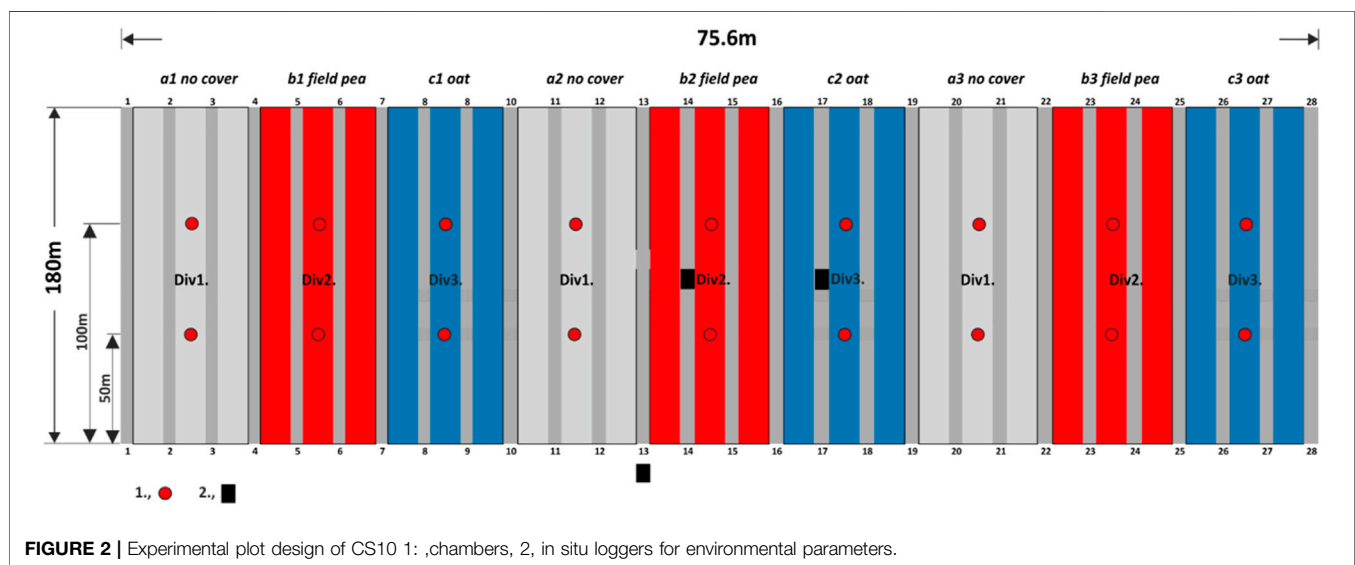 75.6m
a1 no cover b1 field pea c1 oat a2 no cover b2 field pea c2 oat a3 no cover b3 field pea c3 oat
1 2 3 4 5 6 7 8 9 10 11 12 13 14 15 16 17 18 19 20 21 22 23 24 25 26 27 28
180m
100m
50m
Div1. Div2. Div3. Div1. Div2. Div3. Div1. Div2. Div3.
1 2 3 4 5 6 7 8 9 10 11 12 13 14 15 16 17 18 19 20 21 22 23 24 25 26 27 28
1., 2.,
FIGURE 2 | Experimental plot design of CS10 1: ,chambers, 2, in situ loggers for environmental parameters.